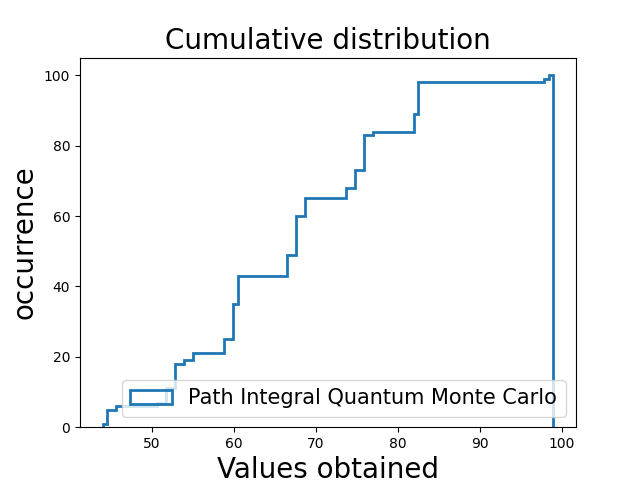 Cumulative distribution
occurrence
100
80
60
40
20
0
Path Integral Quantum Monte Carlo
50 60 70 80 90 100
Values obtained